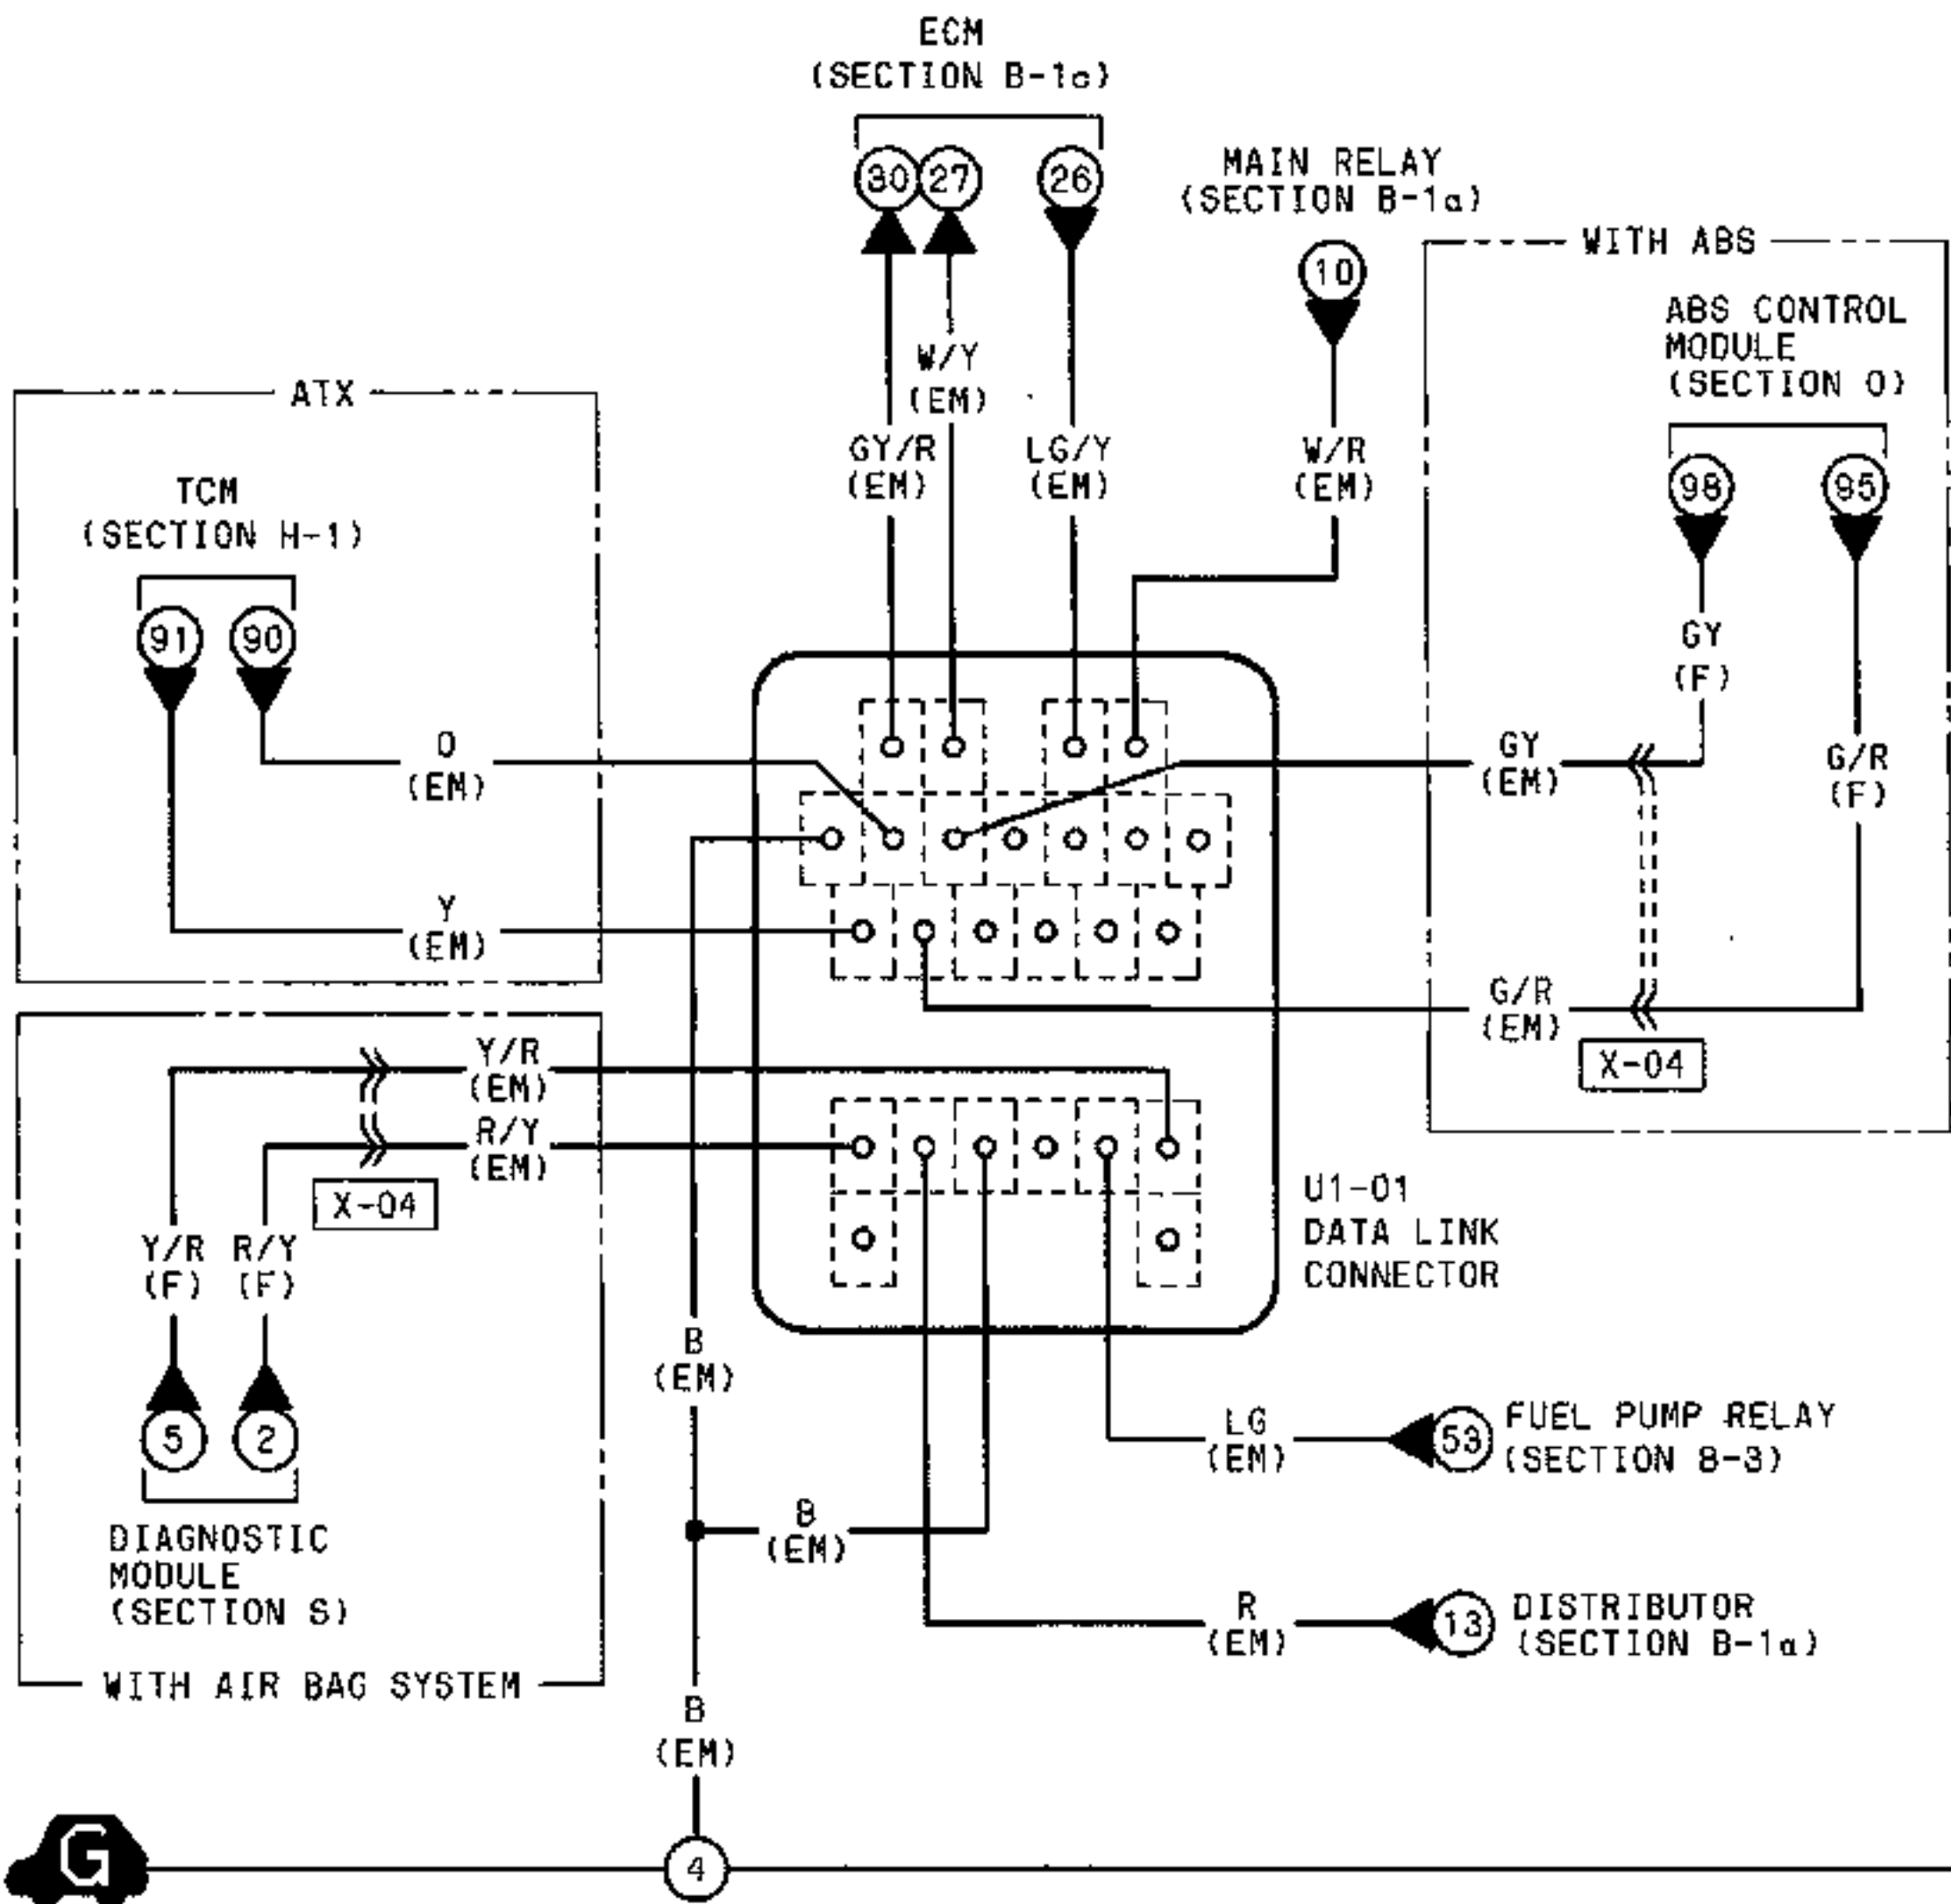 ECM
(SECTION B-1c)
30 27 26
MAIN RELAY
(SECTION B-1a)
10
WITH ABS
ABS CONTROL
MODULE
(SECTION O)
98 95
W/Y
(EM)
GY/R
(EM)
LG/Y
(EM)
W/R
(EM)
ATX
TCM
(SECTION H-1)
91 90
GY
(F)
O
(EM)
GY
(EM)
G/R
(F)
Y
(EM)
G/R
(EM)
X-04
Y/R
(EM)
R/Y
(EM)
X-04
Y/R
(F)
R/Y
(F)
5 2
DIAGNOSTIC
MODULE
(SECTION S)
WITH AIR BAG SYSTEM
U1-01
DATA LINK
CONNECTOR
B
(EM)
LG
(EM)
53
FUEL PUMP RELAY
(SECTION B-3)
B
(EM)
R
(EM)
13
DISTRIBUTOR
(SECTION B-1a)
B
(EM)
G
4